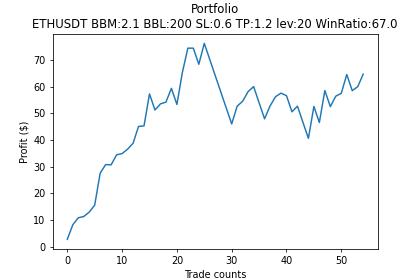 Portfolio
ETHUSDT BBM:2.1 BBL:200 SL:0.6 TP:1.2 lev:20 WinRatio:67.0
70
60
50
40
30
20
10
0
Profit ($)
0 10 20 30 40 50
Trade counts